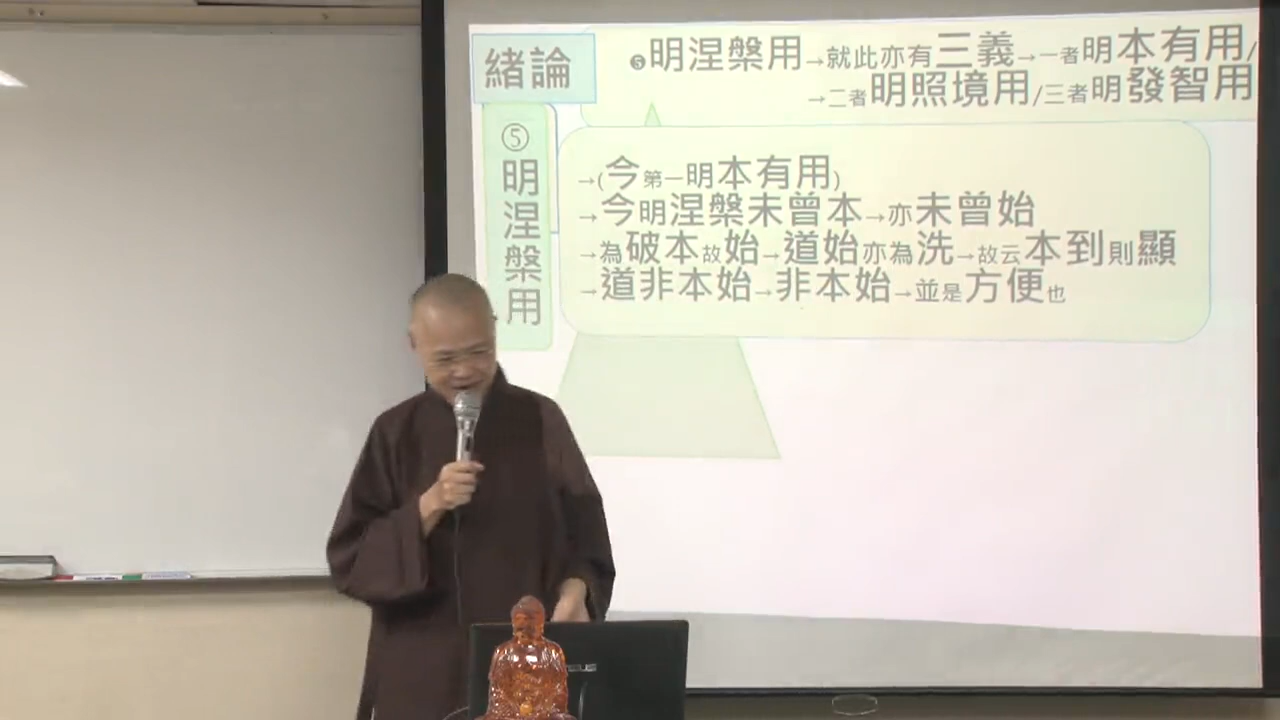 緒論
❺明涅槃用→就此亦有三義→一者明本有用/
→二者明照境用/三者明發智用
⑤明涅槃用
→(今第一明本有用)
→今明涅槃未曾本→亦未曾始
→為破本故始→道始亦為洗→故云本到則顯
→道非本始→非本始→並是方便也